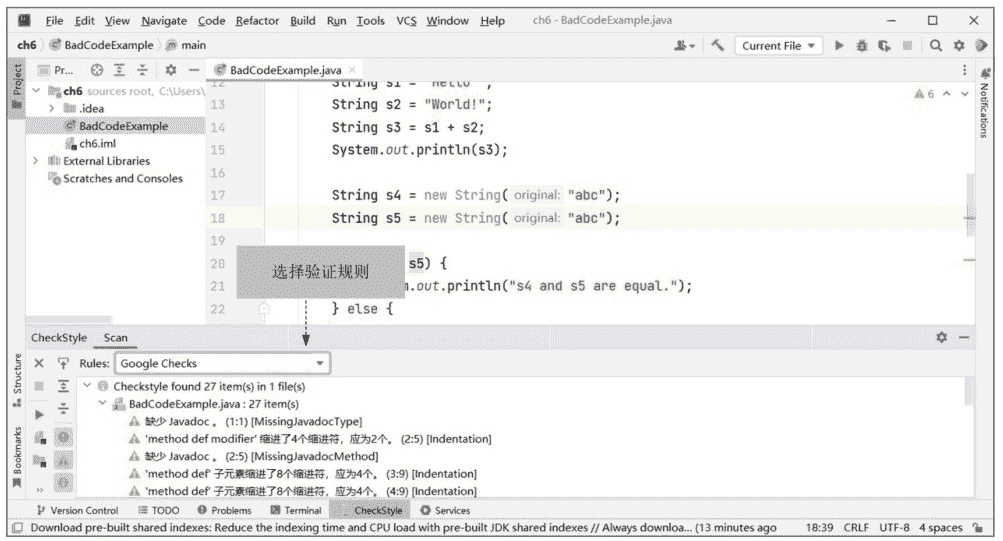 File Edit View Navigate Code Refactor Build Run Tools VCS Window Help ch6 - BadCodeExample.java
ch6 BadCodeExample main Current File
Project
Pr... BadCodeExample.java
ch6 sources root, C:\Users\
.idea
BadCodeExample
ch6.iml
External Libraries
Scratches and Consoles
12 String s1 = "Hello ";
6
13 String s2 = "World!";
14 String s3 = s1 + s2;
15 System.out.println(s3);
16
17 String s4 = new String( original: "abc");
18 String s5 = new String( original: "abc");
19
20 s5) {
21 m.out.println("s4 and s5 are equal.");
22 } else {
选择验证规则
Notifications
CheckStyle Scan
Rules: Google Checks
Checkstyle found 27 item(s) in 1 file(s)
BadCodeExample.java : 27 item(s)
缺少 Javadoc 。 (1:1) [MissingJavadocType]
'method def modifier' 缩进了4个缩进符，应为2个。 (2:5) [Indentation]
缺少 Javadoc 。 (2:5) [MissingJavadocMethod]
'method def' 子元素缩进了8个缩进符，应为4个。 (3:9) [Indentation]
'method def' 子元素缩进了8个缩进符，应为4个。 (4:9) [Indentation]
Structure
Bookmarks
Version Control TODO Problems Terminal CheckStyle Services
Download pre-built shared indexes: Reduce the indexing time and CPU load with pre-built JDK shared indexes // Always downloa... (13 minutes ago 18:39 CRLF UTF-8 4 spaces